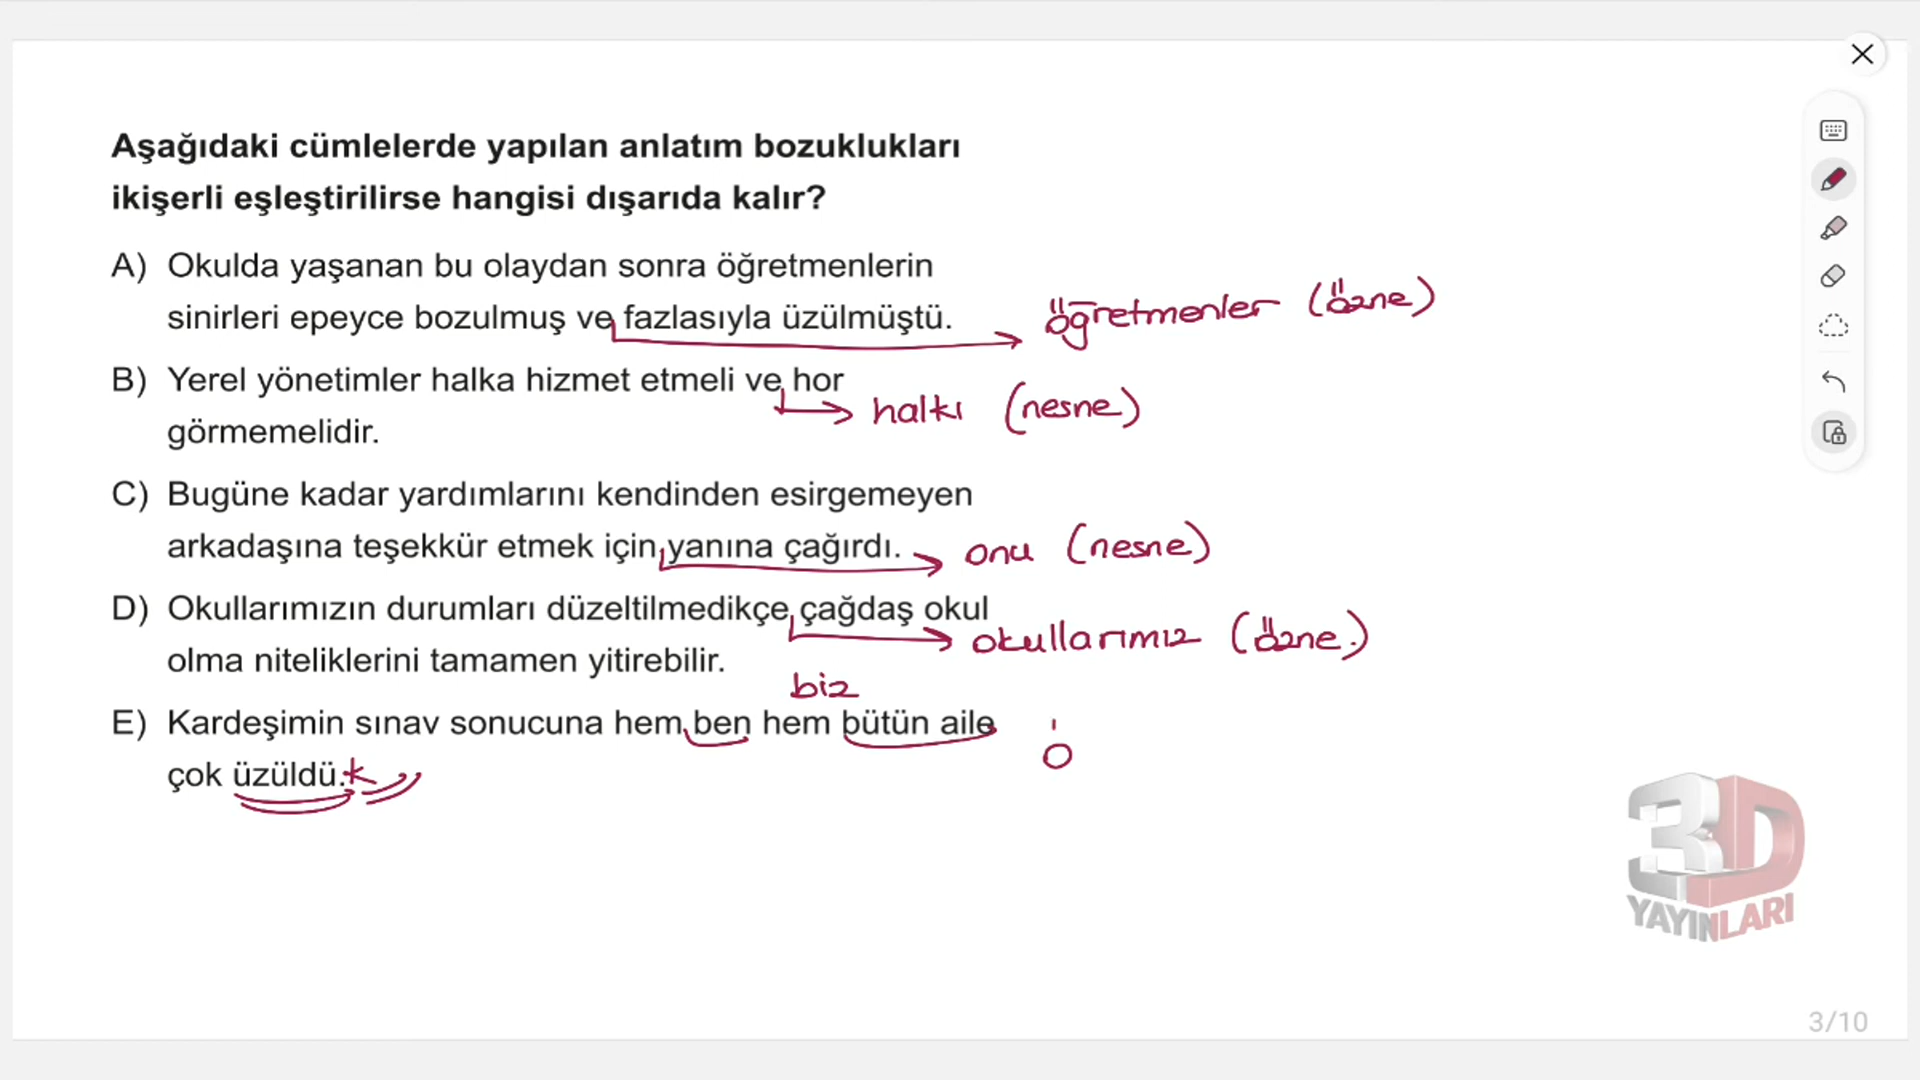 Aşağıdaki cümlelerde yapılan anlatım bozuklukları
ikişerli eşleştirilirse hangisi dışarıda kalır?
A) Okulda yaşanan bu olaydan sonra öğretmenlerin
sinirleri epeyce bozulmuş ve fazlasıyla üzülmüştü.
öğretmenler (özne)
B) Yerel yönetimler halka hizmet etmeli ve hor
görmemelidir.
halkı (nesne)
C) Bugüne kadar yardımlarını kendinden esirgemeyen
arkadaşına teşekkür etmek için yanına çağırdı.
onu (nesne)
D) Okullarımızın durumları düzeltilmedikçe çağdaş okul
olma niteliklerini tamamen yitirebilir.
okullarımız (özne.)
biz
E) Kardeşimin sınav sonucuna hem ben hem bütün aile
çok üzüldü.k
3D
YAYINLARI
3/10